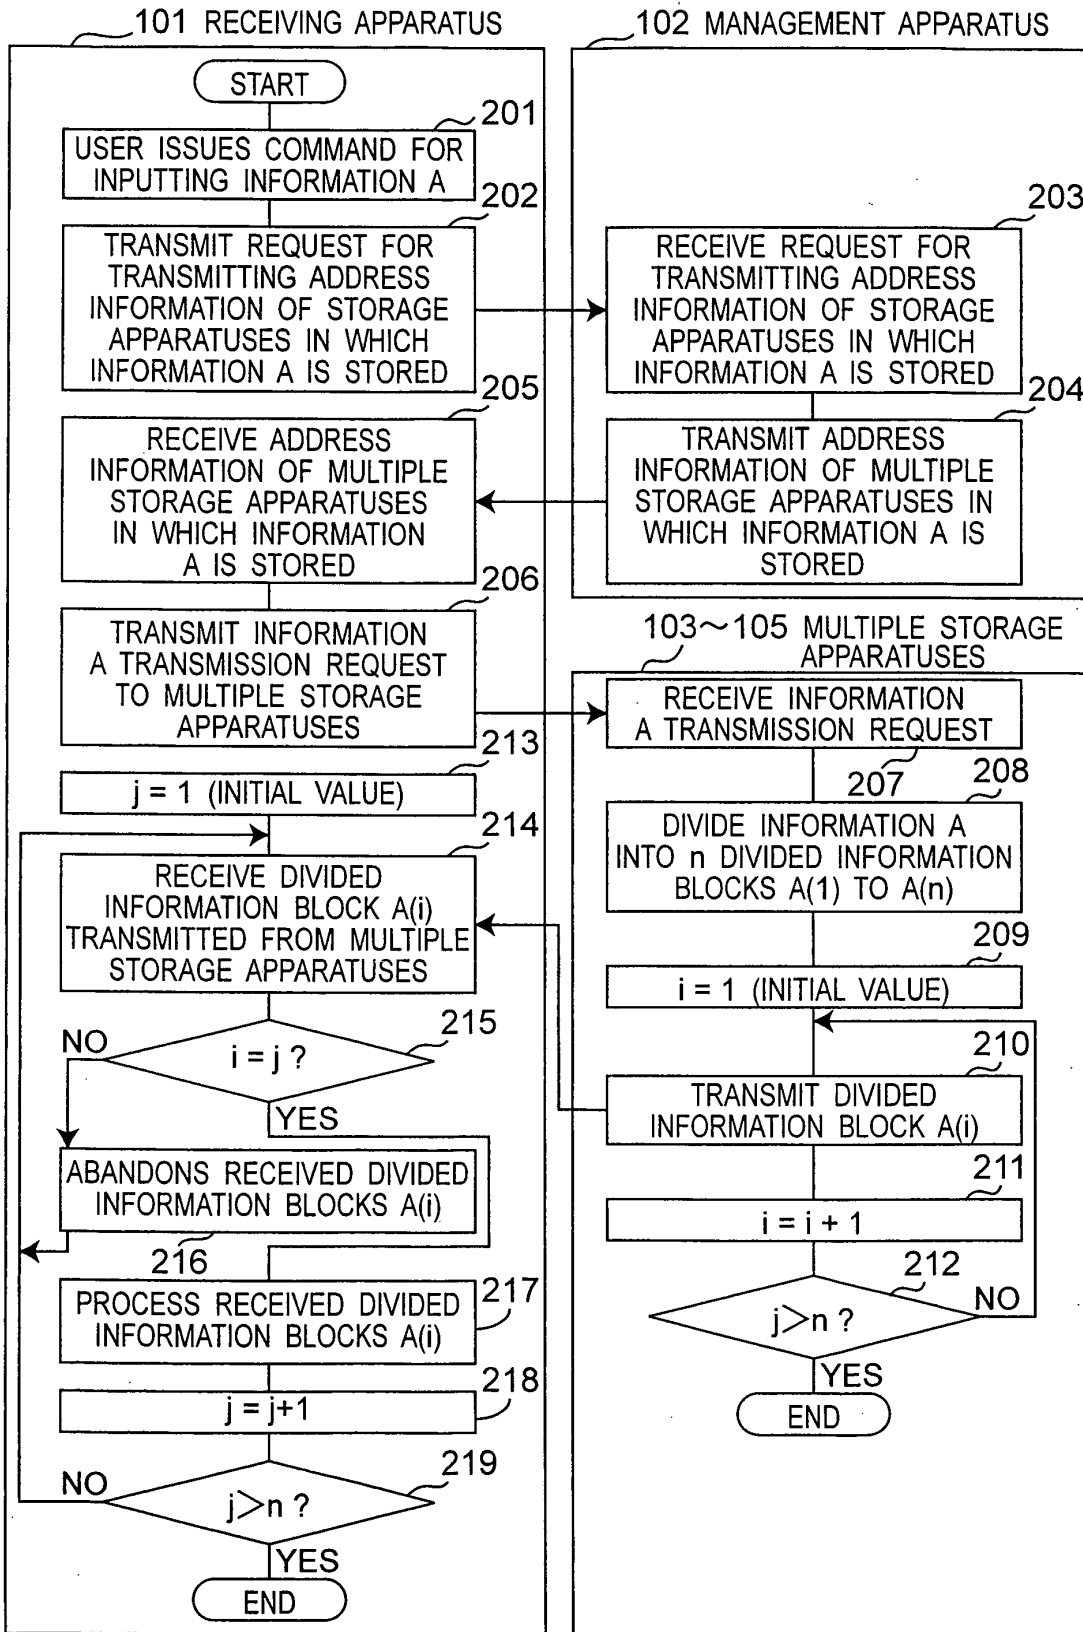 101 RECEIVING APPARATUS
START
201
USER ISSUES COMMAND FOR
INPUTTING INFORMATION A
202
TRANSMIT REQUEST FOR
TRANSMITTING ADDRESS
INFORMATION OF STORAGE
APPARATUSES IN WHICH
INFORMATION A IS STORED
205
RECEIVE ADDRESS
INFORMATION OF MULTIPLE
STORAGE APPARATUSES
IN WHICH INFORMATION
A IS STORED
206
TRANSMIT INFORMATION
A TRANSMISSION REQUEST
TO MULTIPLE STORAGE
APPARATUSES
213
j = 1 (INITIAL VALUE)
214
RECEIVE DIVIDED
INFORMATION BLOCK A(i)
TRANSMITTED FROM MULTIPLE
STORAGE APPARATUSES
215
NO
i = j ?
YES
ABANDONS RECEIVED DIVIDED
INFORMATION BLOCKS A(i)
216
PROCESS RECEIVED DIVIDED
INFORMATION BLOCKS A(i)
217
j = j+1
218
219
NO
j>n ?
YES
END
102 MANAGEMENT APPARATUS
203
RECEIVE REQUEST FOR
TRANSMITTING ADDRESS
INFORMATION OF STORAGE
APPARATUSES IN WHICH
INFORMATION A IS STORED
204
TRANSMIT ADDRESS
INFORMATION OF MULTIPLE
STORAGE APPARATUSES IN
WHICH INFORMATION A IS
STORED
103~105 MULTIPLE STORAGE
APPARATUSES
RECEIVE INFORMATION
A TRANSMISSION REQUEST
207
208
DIVIDE INFORMATION A
INTO n DIVIDED INFORMATION
BLOCKS A(1) TO A(n)
209
i = 1 (INITIAL VALUE)
210
TRANSMIT DIVIDED
INFORMATION BLOCK A(i)
211
i = i + 1
212
NO
j>n ?
YES
END